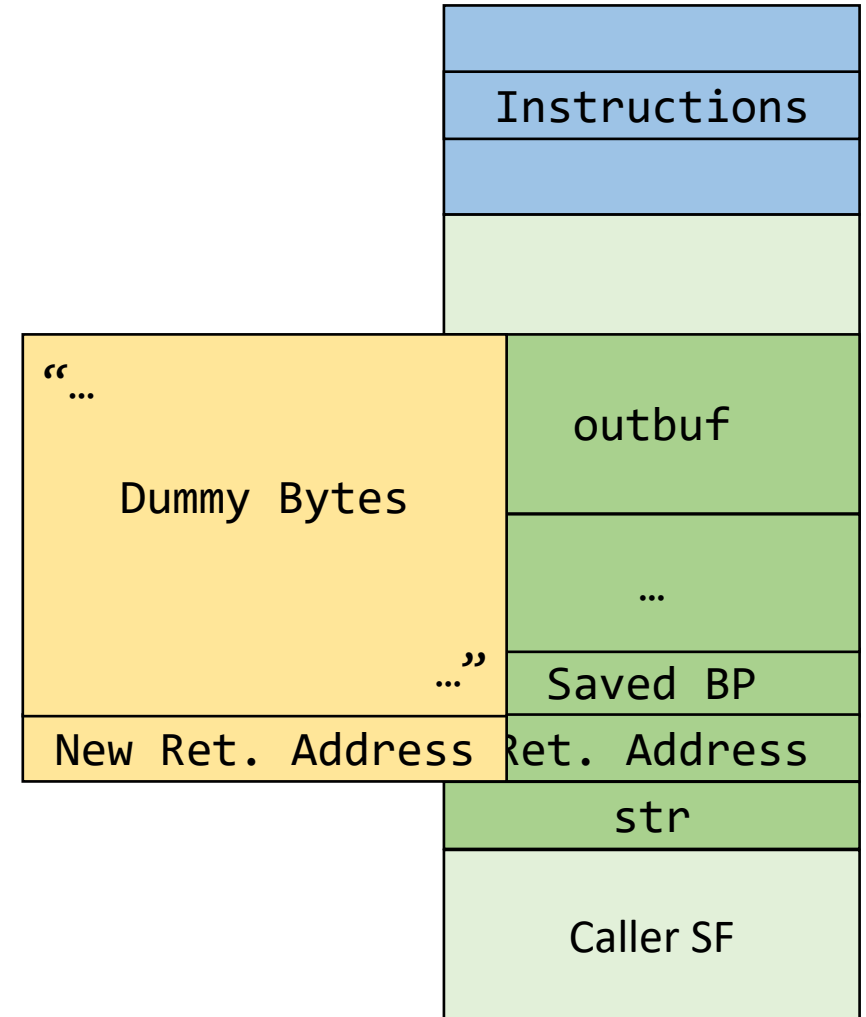 Instructions
“…
outbuf
Dummy Bytes
…
…”
Saved BP
New Ret. Address
Ret. Address
str
Caller SF